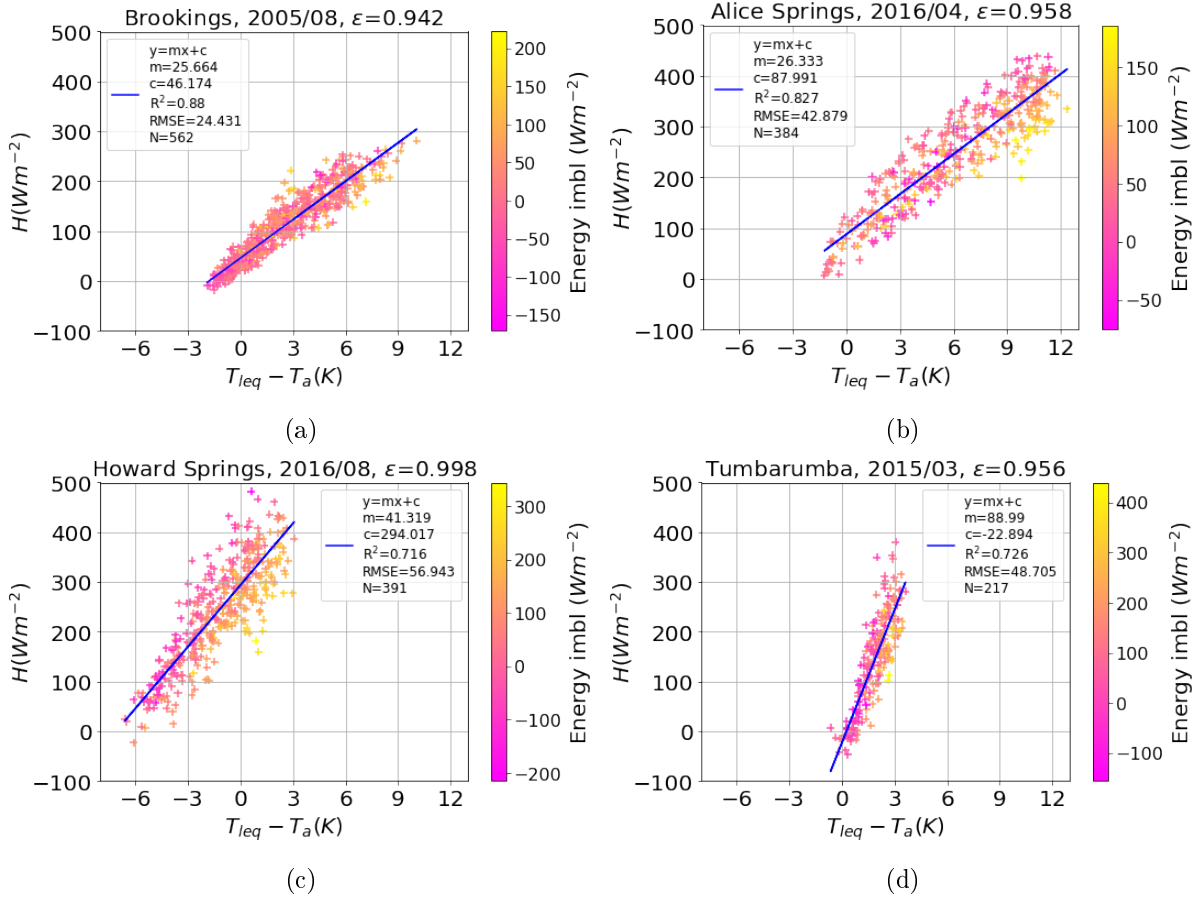 Brookings, 2005/08, ε=0.942
500
400
300
200
100
0
−100
H(Wm⁻²)
y=mx+c
m=25.664
c=46.174
R²=0.88
RMSE=24.431
N=562
−6 −3 0 3 6 9 12
T_leq − T_a(K)
200
150
100
50
0
−50
−100
−150
Energy imbl (Wm⁻²)
(a)
Alice Springs, 2016/04, ε=0.958
500
400
300
200
100
0
−100
H(Wm⁻²)
y=mx+c
m=26.333
c=87.991
R²=0.827
RMSE=42.879
N=384
−6 −3 0 3 6 9 12
T_leq − T_a(K)
150
100
50
0
−50
Energy imbl (Wm⁻²)
(b)
Howard Springs, 2016/08, ε=0.998
500
400
300
200
100
0
−100
H(Wm⁻²)
y=mx+c
m=41.319
c=294.017
R²=0.716
RMSE=56.943
N=391
−6 −3 0 3 6 9 12
T_leq − T_a(K)
300
200
100
0
−100
−200
Energy imbl (Wm⁻²)
(c)
Tumbarumba, 2015/03, ε=0.956
500
400
300
200
100
0
−100
H(Wm⁻²)
y=mx+c
m=88.99
c=-22.894
R²=0.726
RMSE=48.705
N=217
−6 −3 0 3 6 9 12
T_leq − T_a(K)
400
300
200
100
0
−100
Energy imbl (Wm⁻²)
(d)